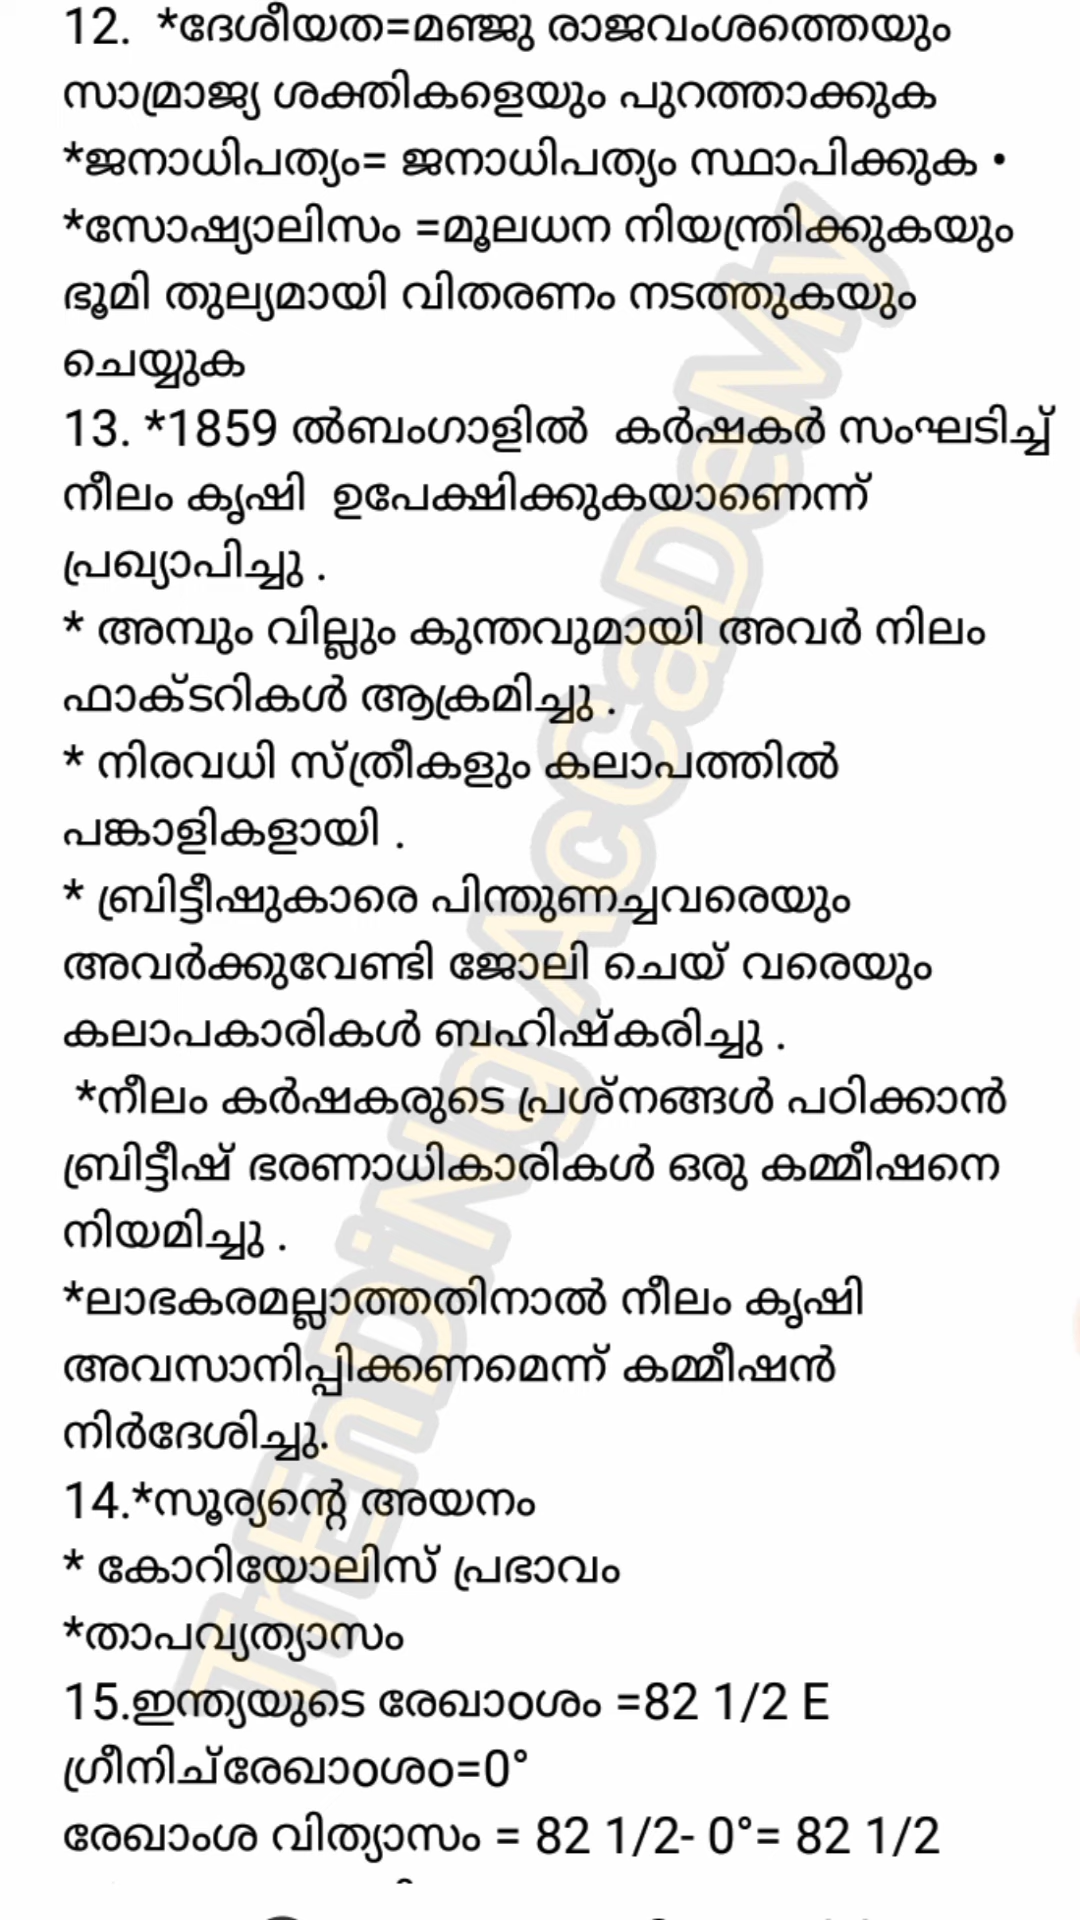 12.  *ദേശീയത=മഞ്ജു രാജവംശത്തെയും
സാമ്രാജ്യ ശക്തികളെയും പുറത്താക്കുക
*ജനാധിപത്യം= ജനാധിപത്യം സ്ഥാപിക്കുക •
*സോഷ്യാലിസം =മൂലധന നിയന്ത്രിക്കുകയും
ഭൂമി തുല്യമായി വിതരണം നടത്തുകയും
ചെയ്യുക
13. *1859 ൽബംഗാളിൽ  കർഷകർ സംഘടിച്ച്
നീലം കൃഷി  ഉപേക്ഷിക്കുകയാണെന്ന്
പ്രഖ്യാപിച്ചു .
* അമ്പും വില്ലും കുന്തവുമായി അവർ നിലം
ഫാക്ടറികൾ ആക്രമിച്ചു .
* നിരവധി സ്ത്രീകളും കലാപത്തിൽ
പങ്കാളികളായി .
* ബ്രിട്ടീഷുകാരെ പിന്തുണച്ചവരെയും
അവർക്കുവേണ്ടി ജോലി ചെയ് വരെയും
കലാപകാരികൾ ബഹിഷ്കരിച്ചു .
*നീലം കർഷകരുടെ പ്രശ്നങ്ങൾ പഠിക്കാൻ
ബ്രിട്ടീഷ് ഭരണാധികാരികൾ ഒരു കമ്മീഷനെ
നിയമിച്ചു .
*ലാഭകരമല്ലാത്തതിനാൽ നീലം കൃഷി
അവസാനിപ്പിക്കണമെന്ന് കമ്മീഷൻ
നിർദേശിച്ചു.
14.*സൂര്യന്റെ അയനം
* കോറിയോലിസ് പ്രഭാവം
*താപവ്യത്യാസം
15.ഇന്ത്യയുടെ രേഖാoശം =82 1/2 E
ഗ്രീനിച്രേഖാoശo=0°
രേഖാംശ വിത്യാസം = 82 1/2- 0°= 82 1/2
TrEnDiNg AcCaDeMy